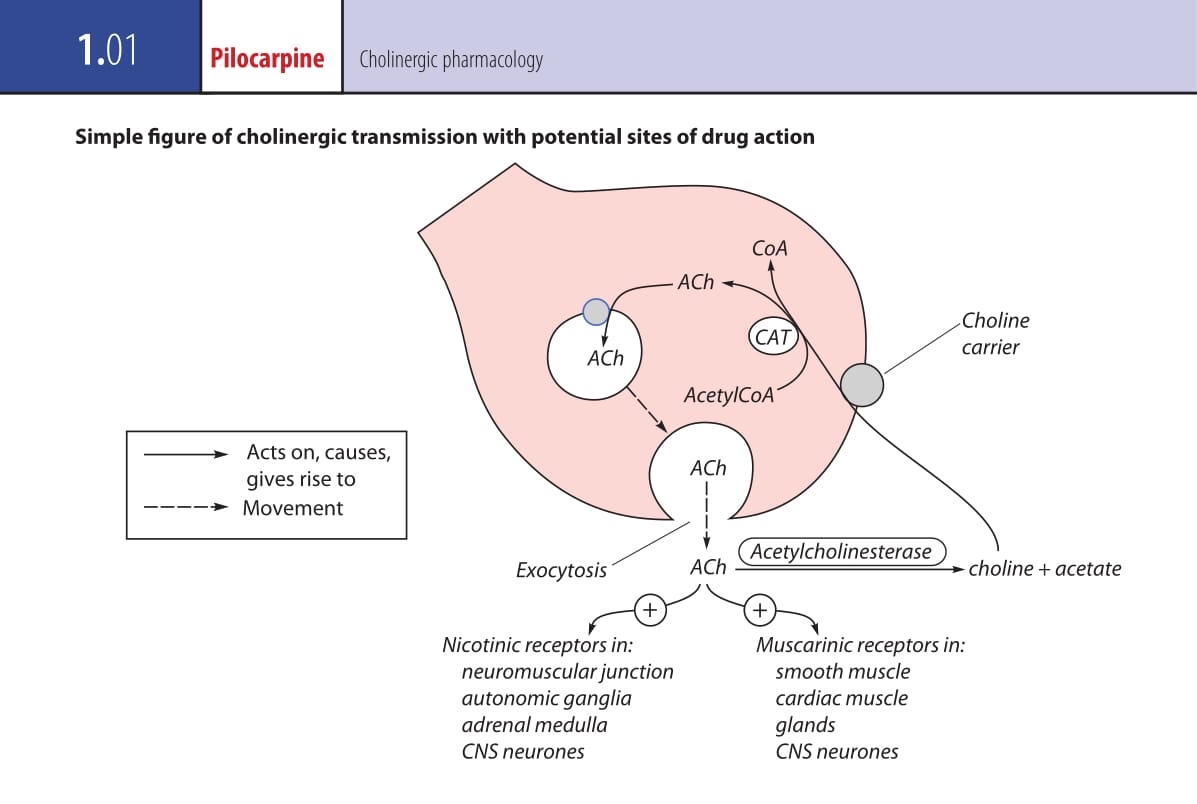 1.01
Pilocarpine
Cholinergic pharmacology
Simple figure of cholinergic transmission with potential sites of drug action
CoA
ACh
CAT
ACh
AcetylCoA
Choline
carrier
Acts on, causes,
gives rise to
Movement
ACh
Exocytosis
ACh
Acetylcholinesterase
choline + acetate
+
+
Nicotinic receptors in:
neuromuscular junction
autonomic ganglia
adrenal medulla
CNS neurones
Muscarinic receptors in:
smooth muscle
cardiac muscle
glands
CNS neurones